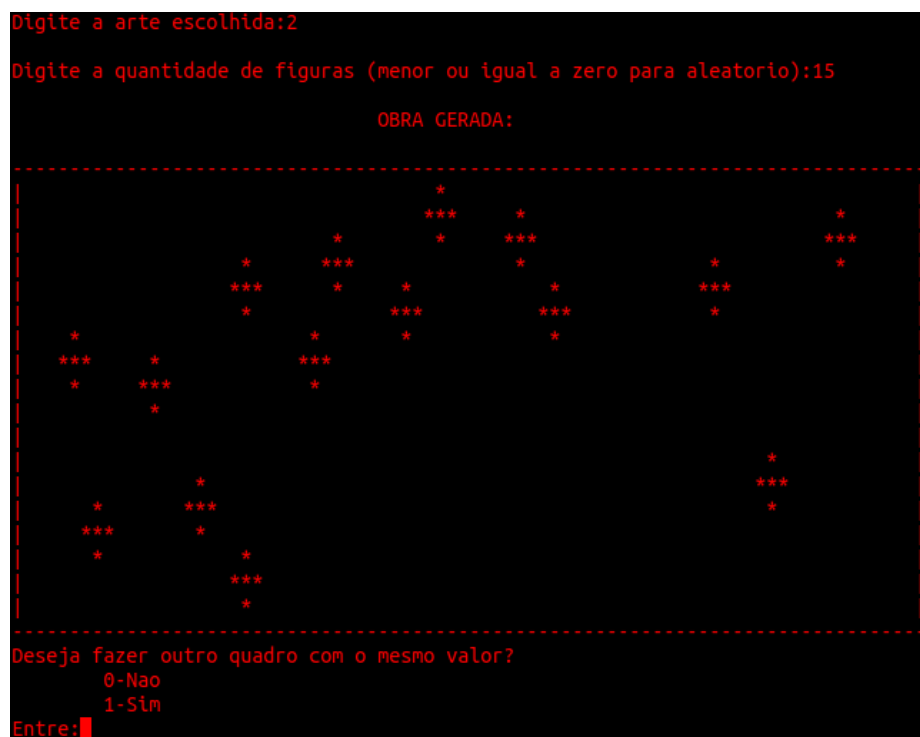 Digite a arte escolhida:2
Digite a quantidade de figuras (menor ou igual a zero para aleatorio):15
OBRA GERADA:
Deseja fazer outro quadro com o mesmo valor?
0-Nao
1-Sim
Entre: